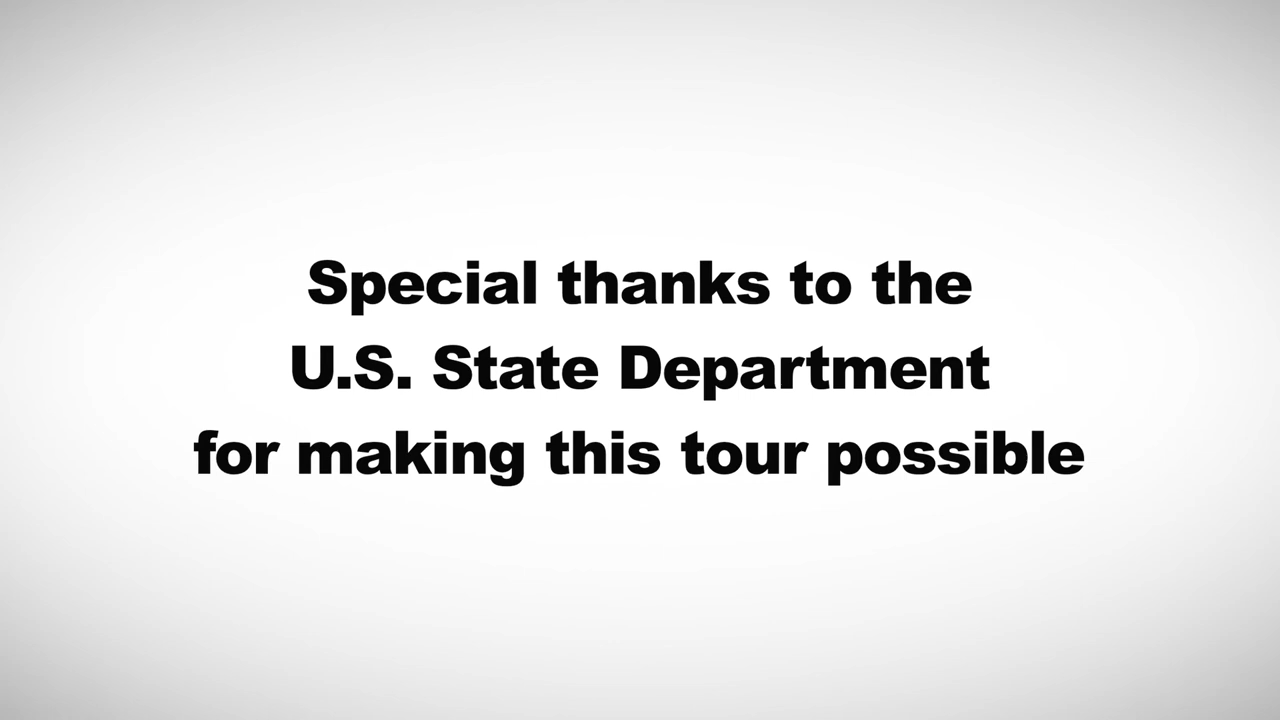 Special thanks to the
U.S. State Department
for making this tour possible